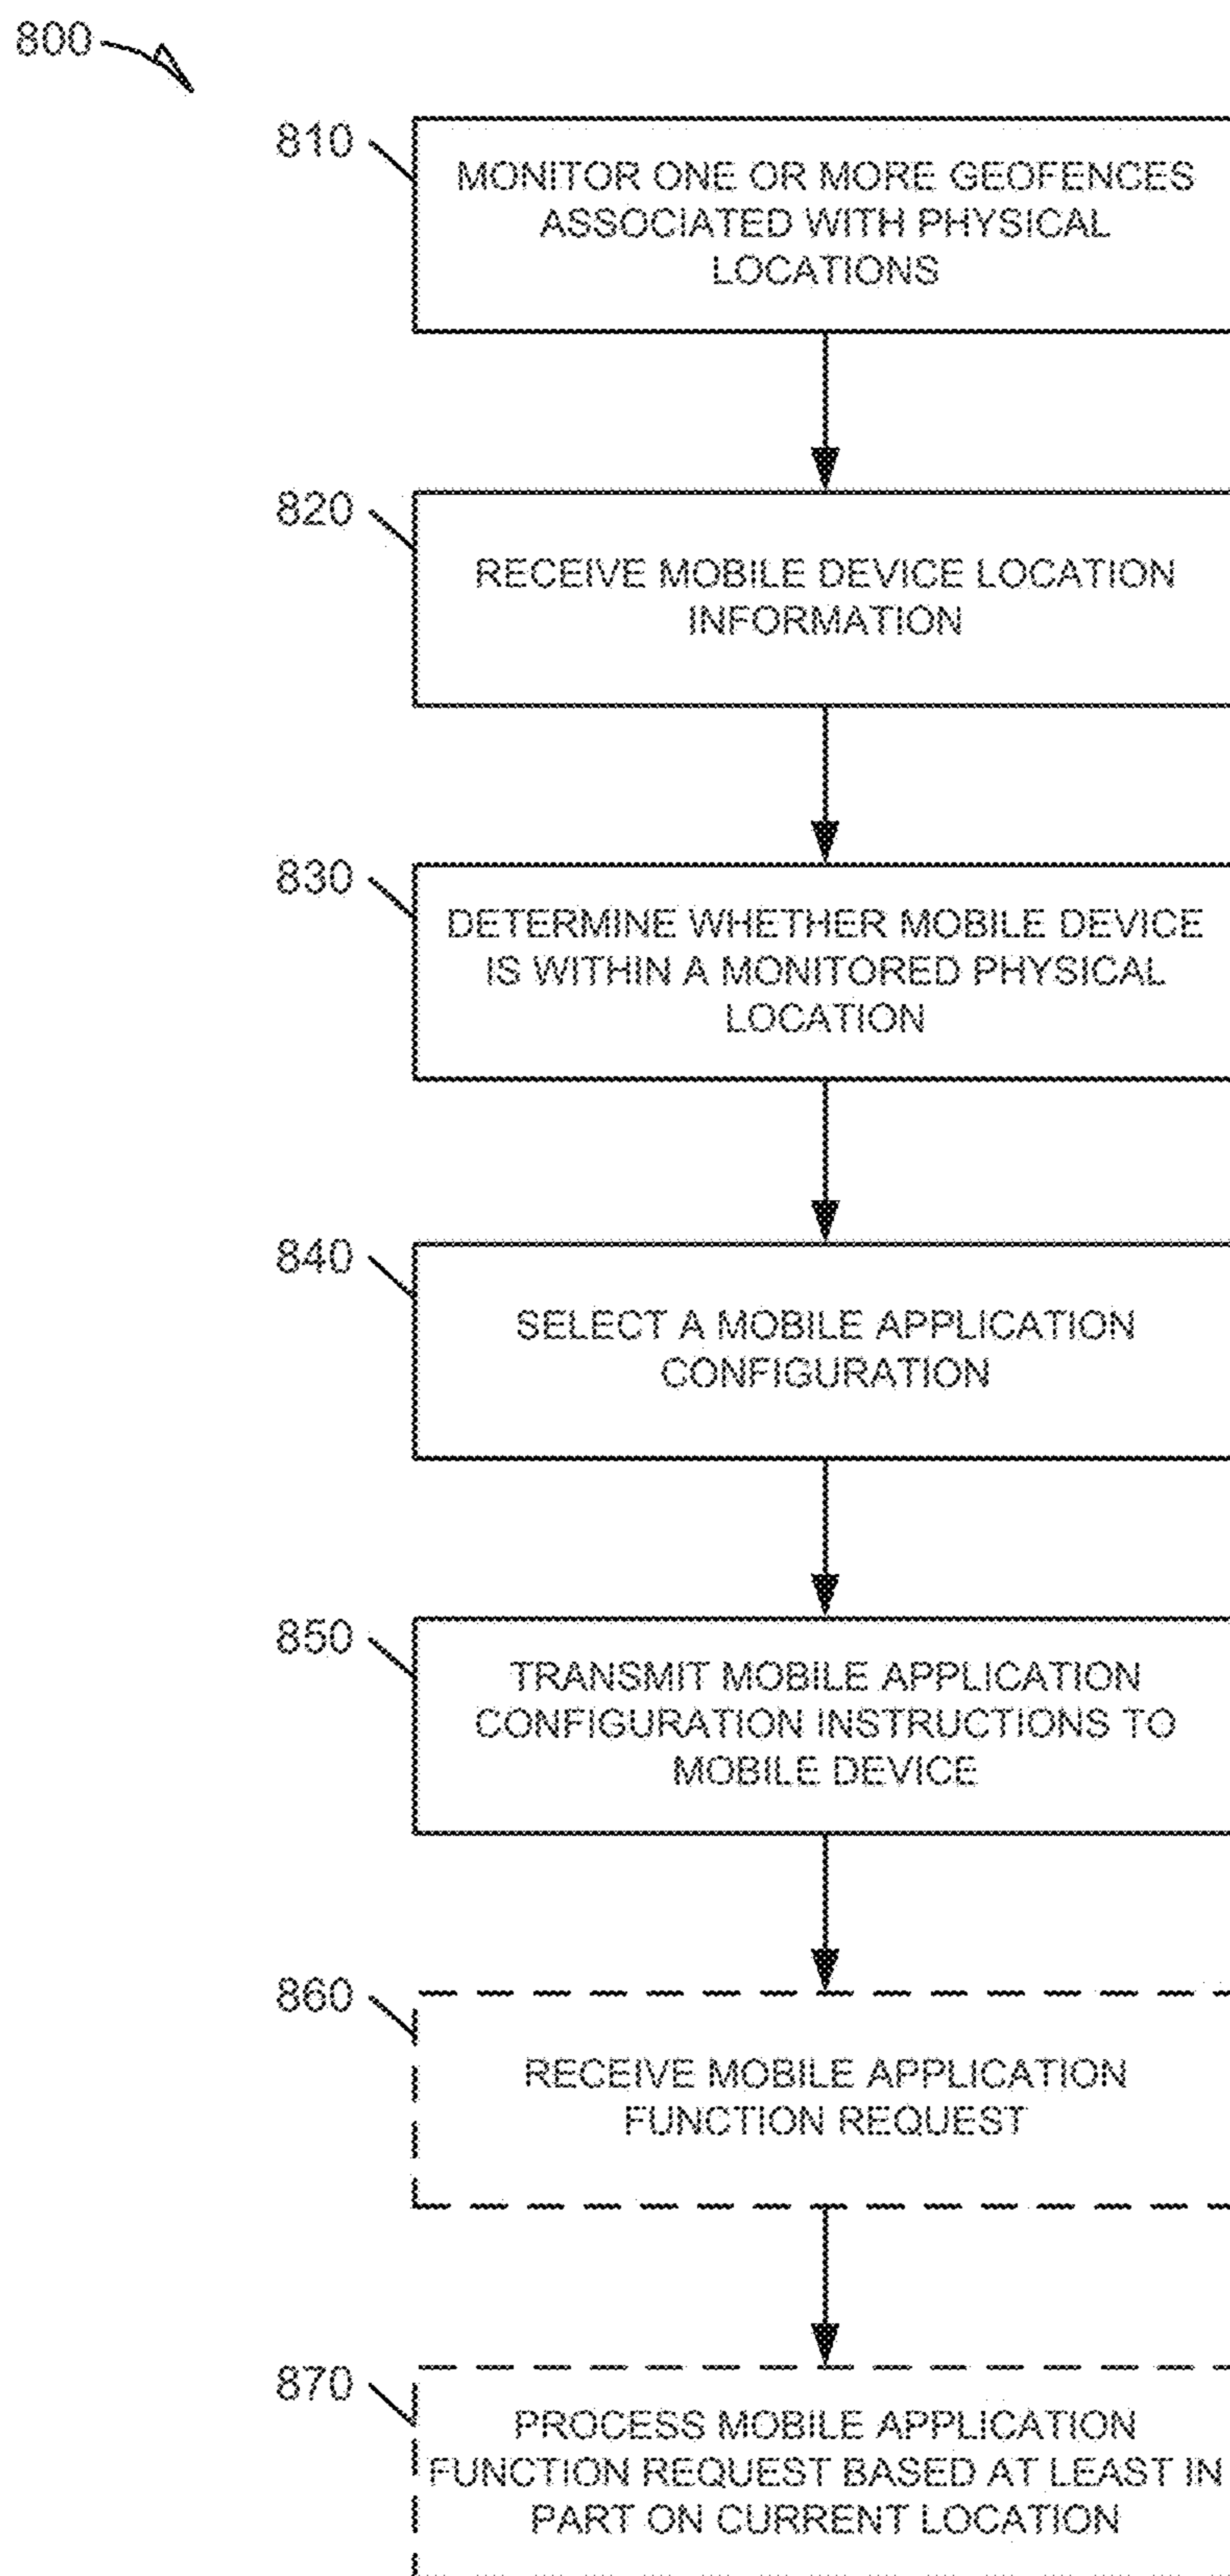 800
810
MONITOR ONE OR MORE GEOFENCES
ASSOCIATED WITH PHYSICAL
LOCATIONS
820
RECEIVE MOBILE DEVICE LOCATION
INFORMATION
830
DETERMINE WHETHER MOBILE DEVICE
IS WITHIN A MONITORED PHYSICAL
LOCATION
840
SELECT A MOBILE APPLICATION
CONFIGURATION
850
TRANSMIT MOBILE APPLICATION
CONFIGURATION INSTRUCTIONS TO
MOBILE DEVICE
860
RECEIVE MOBILE APPLICATION
FUNCTION REQUEST
870
PROCESS MOBILE APPLICATION
FUNCTION REQUEST BASED AT LEAST IN
PART ON CURRENT LOCATION